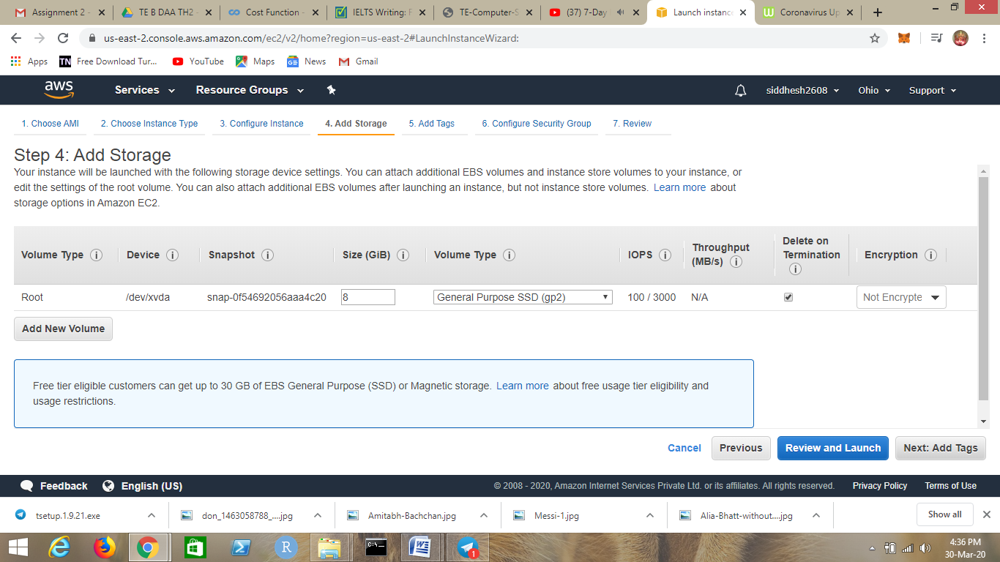 Assignment 2 -
TE B DAA TH2 -
Cost Function -
IELTS Writing: F
TE-Computer-S
(37) 7-Day
Launch instance
Coronavirus Up
us-east-2.console.aws.amazon.com/ec2/v2/home?region=us-east-2#LaunchInstanceWizard:
Apps
TN Free Download Tur...
YouTube
Maps
GE News
Gmail
aws
Services
Resource Groups
siddhesh2608
Ohio
Support
1. Choose AMI
2. Choose Instance Type
3. Configure Instance
4. Add Storage
5. Add Tags
6. Configure Security Group
7. Review
Step 4: Add Storage
Your instance will be launched with the following storage device settings. You can attach additional EBS volumes and instance store volumes to your instance, or
edit the settings of the root volume. You can also attach additional EBS volumes after launching an instance, but not instance store volumes. Learn more about
storage options in Amazon EC2.
Volume Type
Device
Snapshot
Size (GiB)
Volume Type
IOPS
Throughput
(MB/s)
Delete on
Termination
Encryption
Root
/dev/xvda
snap-0f54692056aaa4c20
8
General Purpose SSD (gp2)
100 / 3000
N/A
Not Encrypte
Add New Volume
Free tier eligible customers can get up to 30 GB of EBS General Purpose (SSD) or Magnetic storage. Learn more about free usage tier eligibility and
usage restrictions.
Cancel
Previous
Review and Launch
Next: Add Tags
Feedback
English (US)
© 2008 - 2020, Amazon Internet Services Private Ltd. or its affiliates. All rights reserved.
Privacy Policy
Terms of Use
tsetup.1.9.21.exe
don_1463058788_....jpg
Amitabh-Bachchan.jpg
Messi-1.jpg
Alia-Bhatt-without....jpg
Show all
R
C:\
W
1
4:36 PM
30-Mar-20